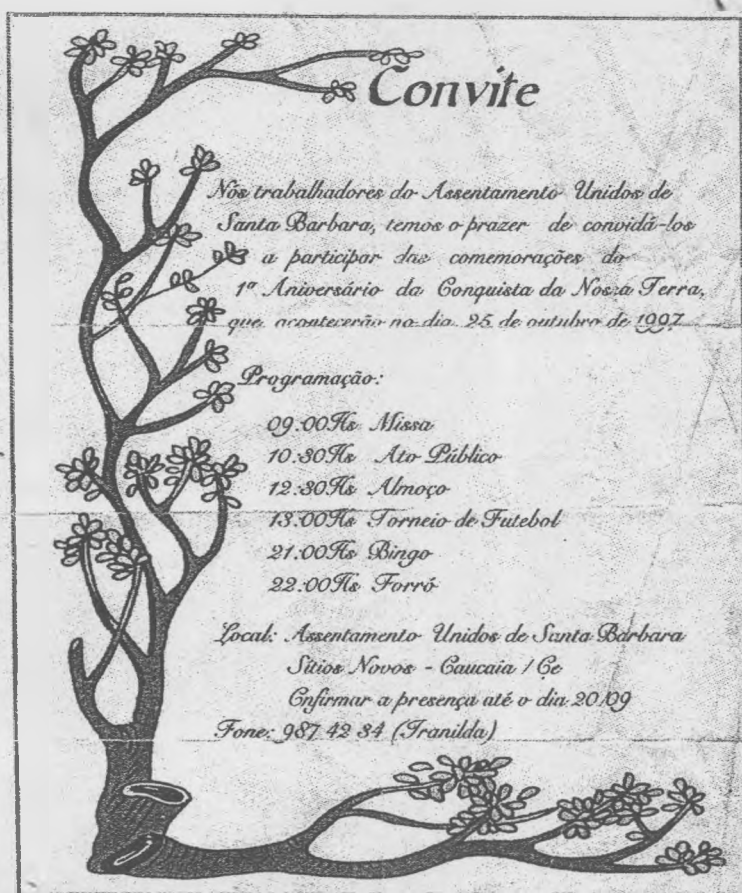 Convite
Nós trabalhadores do Assentamento Unidos de
Santa Barbara, temos o prazer de convidá-los
a participar das comemorações do
1º Aniversário da Conquista da Nossa Terra,
que acontecerão no dia 25 de outubro de 1997
Programação:
09:00Hs Missa
10:30Hs Ato Público
12:30Hs Almoço
13:00Hs Torneio de Futebol
21:00Hs Bingo
22:00Hs Forró
Local: Assentamento Unidos de Santa Bárbara
Sítios Novos - Caucaia / Ce
Cnfirmar a presença até o dia 20/09
Fone: 987 42 34 (Iranilda)